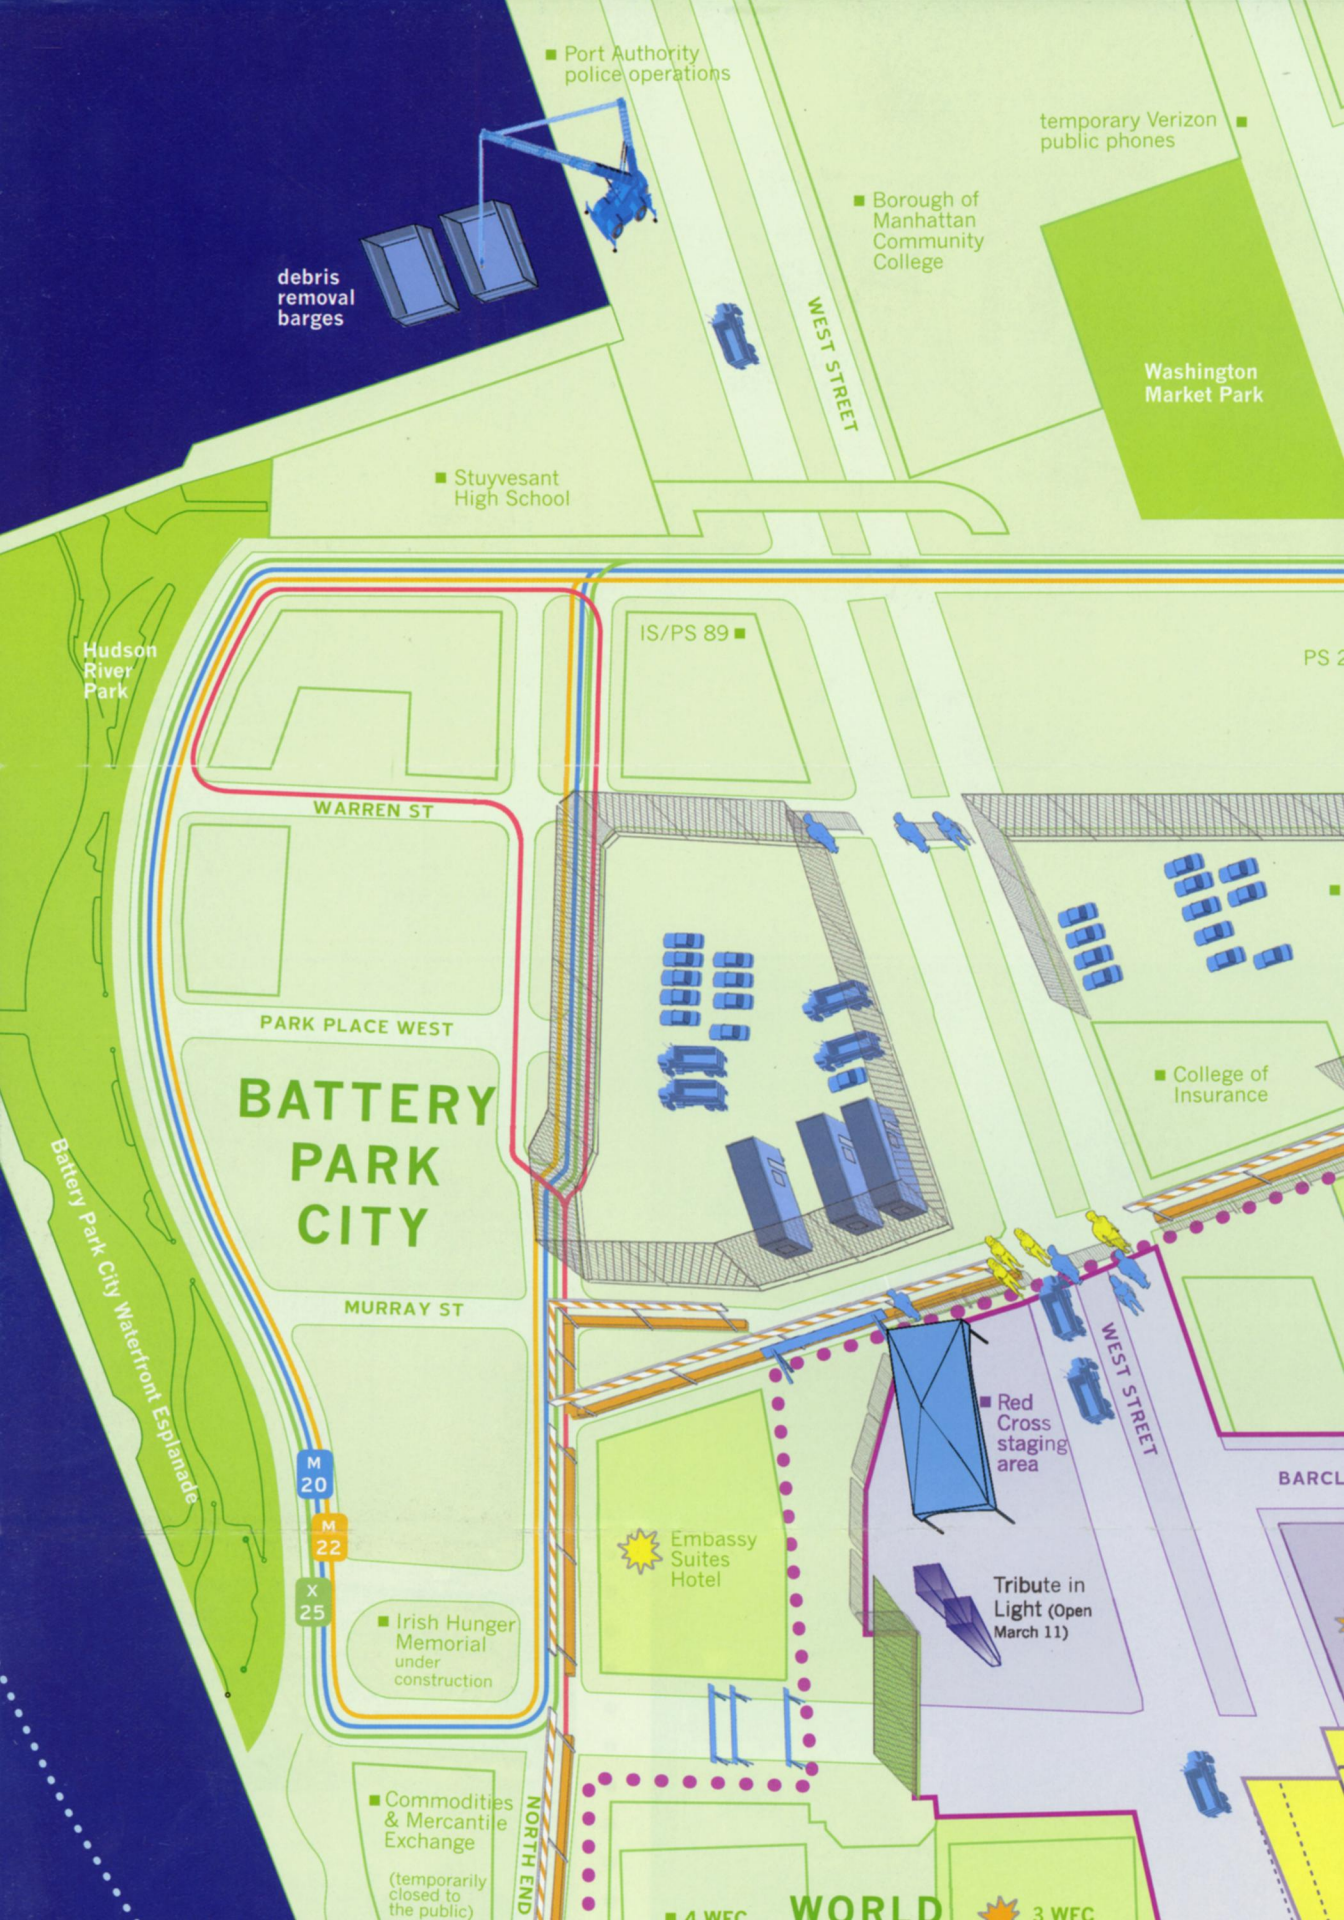 Port Authority
police operations
temporary Verizon
public phones
Borough of
Manhattan
Community
College
debris
removal
barges
WEST STREET
Washington
Market Park
Stuyvesant
High School
IS/PS 89
PS 2
Hudson
River
Park
WARREN ST
PARK PLACE WEST
BATTERY
PARK
CITY
College of
Insurance
Battery Park City Waterfront Esplanade
MURRAY ST
WEST STREET
Red
Cross
staging
area
BARCL
M
20
M
22
X
25
Embassy
Suites
Hotel
Tribute in
Light (Open
March 11)
Irish Hunger
Memorial
under
construction
Commodities
& Mercantile
Exchange
(temporarily
closed to
the public)
NORTH END
WORLD
4 WFC
3 WFC